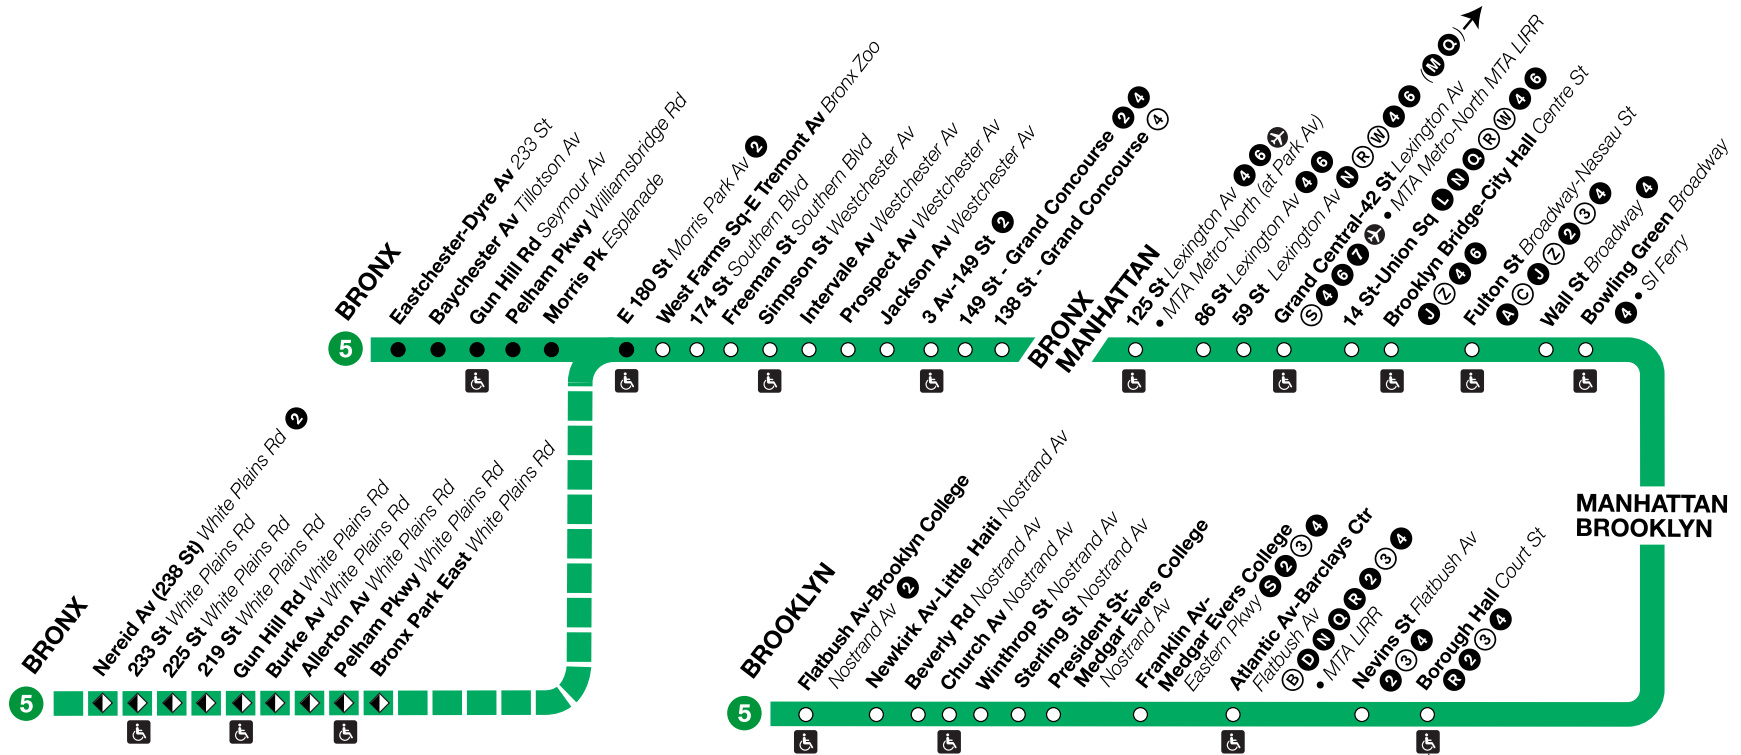 BRONX
5
Eastchester-Dyre Av 233 St
Baychester Av Tillotson Av
Gun Hill Rd Seymour Av
Pelham Pkwy Williamsbridge Rd
Morris Pk Esplanade
E 180 St Morris Park Av 2
West Farms Sq-E Tremont Av Bronx Zoo
174 St Southern Blvd
Freeman St Southern Blvd
Simpson St Westchester Av
Intervale Av Westchester Av
Prospect Av Westchester Av
Jackson Av Westchester Av
3 Av-149 St 2
149 St - Grand Concourse 2 4
138 St - Grand Concourse 4
BRONX
MANHATTAN
125 St Lexington Av 4 6
• MTA Metro-North (at Park Av)
86 St Lexington Av 4 6
59 St Lexington Av N R W 4 6 (M Q)
Grand Central-42 St Lexington Av
S 4 6 7 • MTA Metro-North MTA LIRR
14 St-Union Sq L N Q R W 4 6
Brooklyn Bridge-City Hall Centre St
J Z 4 6
Fulton St Broadway-Nassau St
A C J Z 2 3 4
Wall St Broadway 4
Bowling Green Broadway
4 • SI Ferry
MANHATTAN
BROOKLYN
BRONX
5
Nereid Av (238 St) White Plains Rd 2
233 St White Plains Rd
225 St White Plains Rd
219 St White Plains Rd
Gun Hill Rd White Plains Rd
Burke Av White Plains Rd
Allerton Av White Plains Rd
Pelham Pkwy White Plains Rd
Bronx Park East White Plains Rd
BROOKLYN
5
Flatbush Av-Brooklyn College
Nostrand Av 2
Newkirk Av-Little Haiti Nostrand Av
Beverly Rd Nostrand Av
Church Av Nostrand Av
Winthrop St Nostrand Av
Sterling St Nostrand Av
President St-
Medgar Evers College
Nostrand Av
Franklin Av-
Medgar Evers College
Eastern Pkwy S 2 3 4
Atlantic Av-Barclays Ctr
Flatbush Av
B D N Q R 2 3 4
• MTA LIRR
Nevins St Flatbush Av
2 3 4
Borough Hall Court St
R 2 3 4